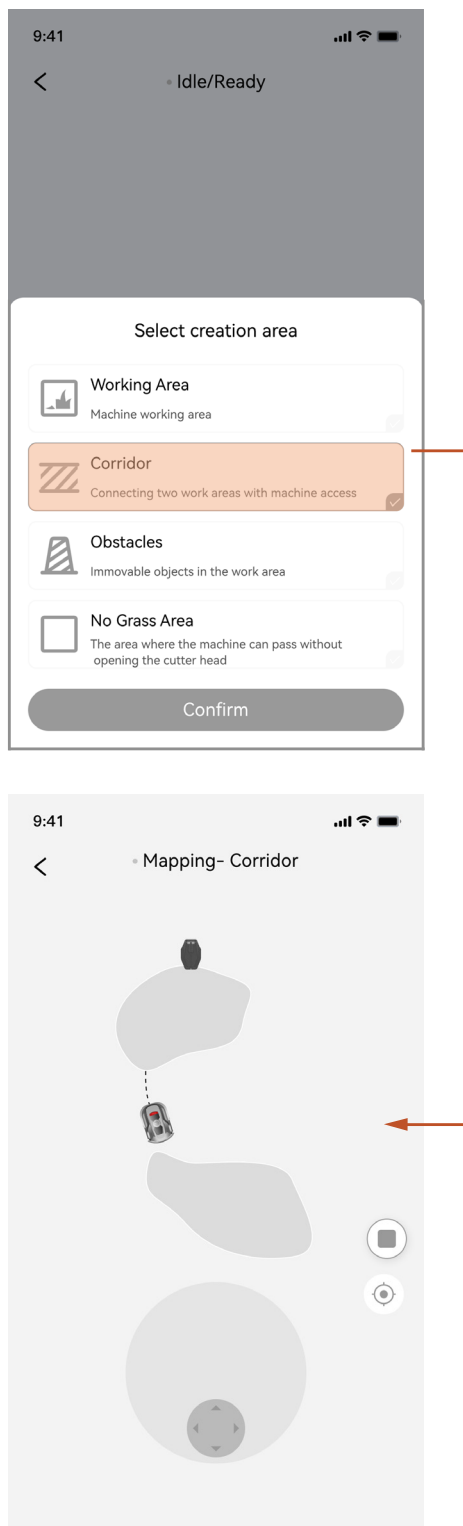 9:41
Idle/Ready
Select creation area
Working Area
Machine working area
Corridor
Connecting two work areas with machine access
Obstacles
Immovable objects in the work area
No Grass Area
The area where the machine can pass without
opening the cutter head
Confirm
9:41
Mapping- Corridor